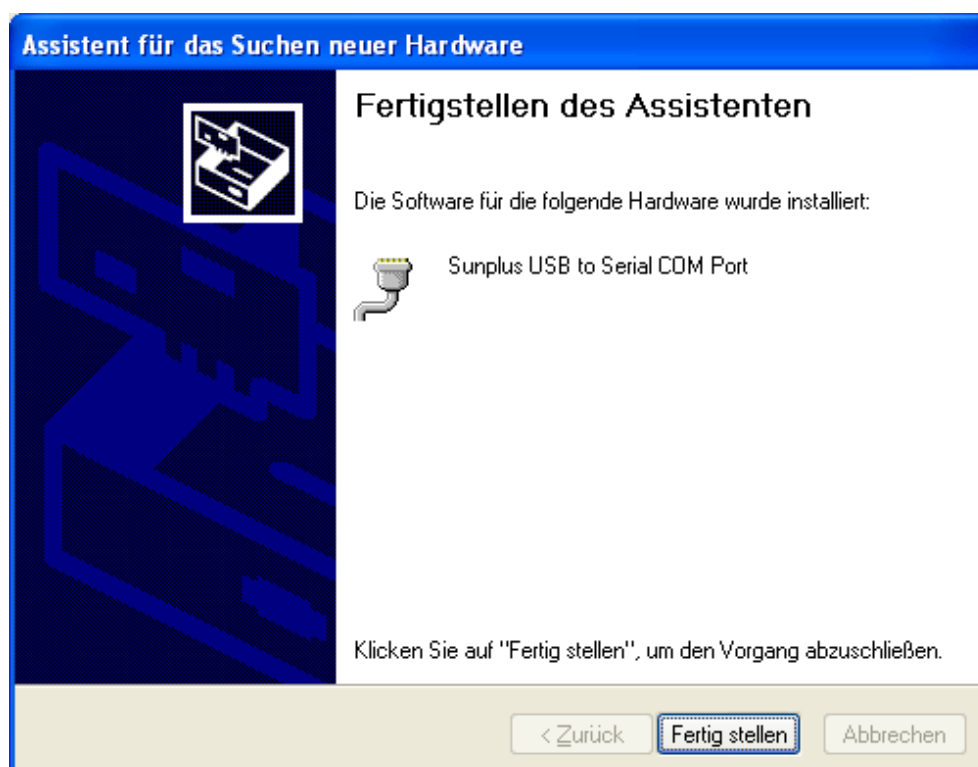 Assistent für das Suchen neuer Hardware
Fertigstellen des Assistenten
Die Software für die folgende Hardware wurde installiert:
Sunplus USB to Serial COM Port
Klicken Sie auf "Fertig stellen", um den Vorgang abzuschließen.
< Zurück Fertig stellen Abbrechen